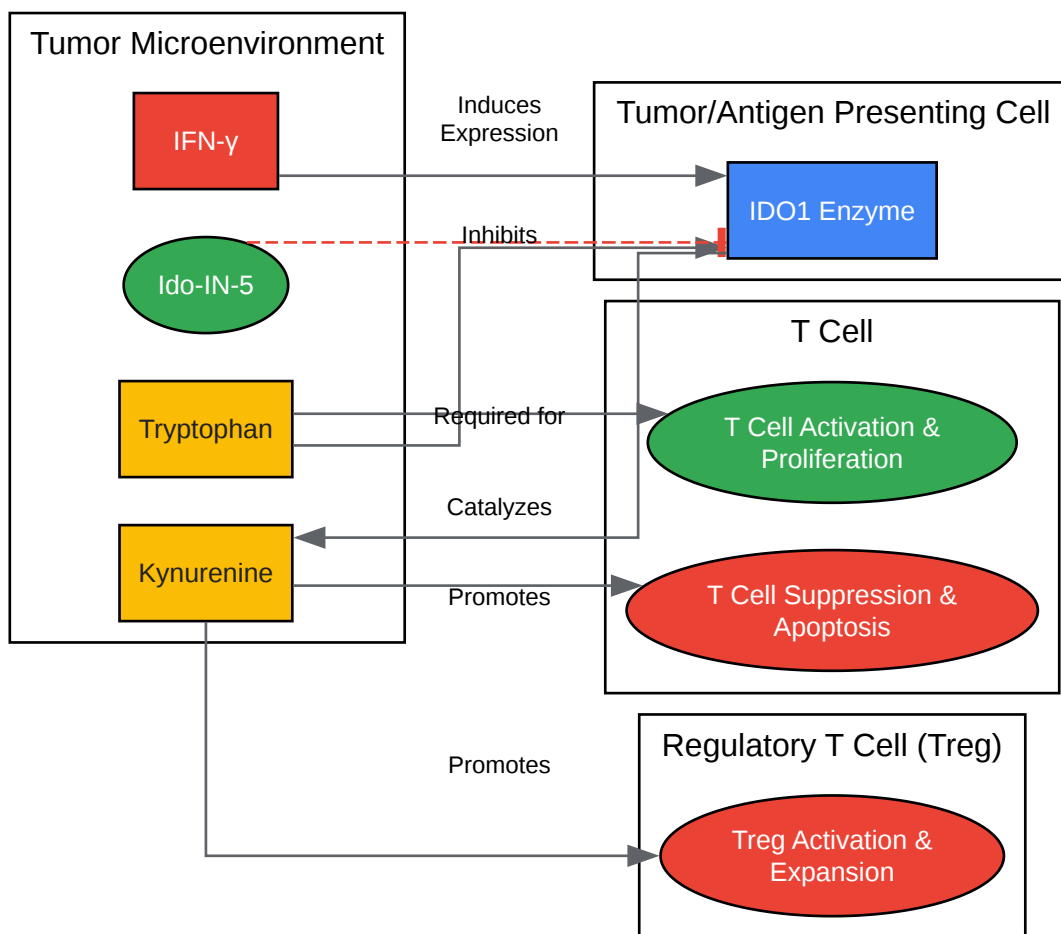 Tumor Microenvironment
IFN-γ
Induces
Expression
Tumor/Antigen Presenting Cell
IDO1 Enzyme
Inhibits
Ido-IN-5
T Cell
Tryptophan
Required for
T Cell Activation &
Proliferation
Catalyzes
Kynurenine
Promotes
T Cell Suppression &
Apoptosis
Regulatory T Cell (Treg)
Promotes
Treg Activation &
Expansion